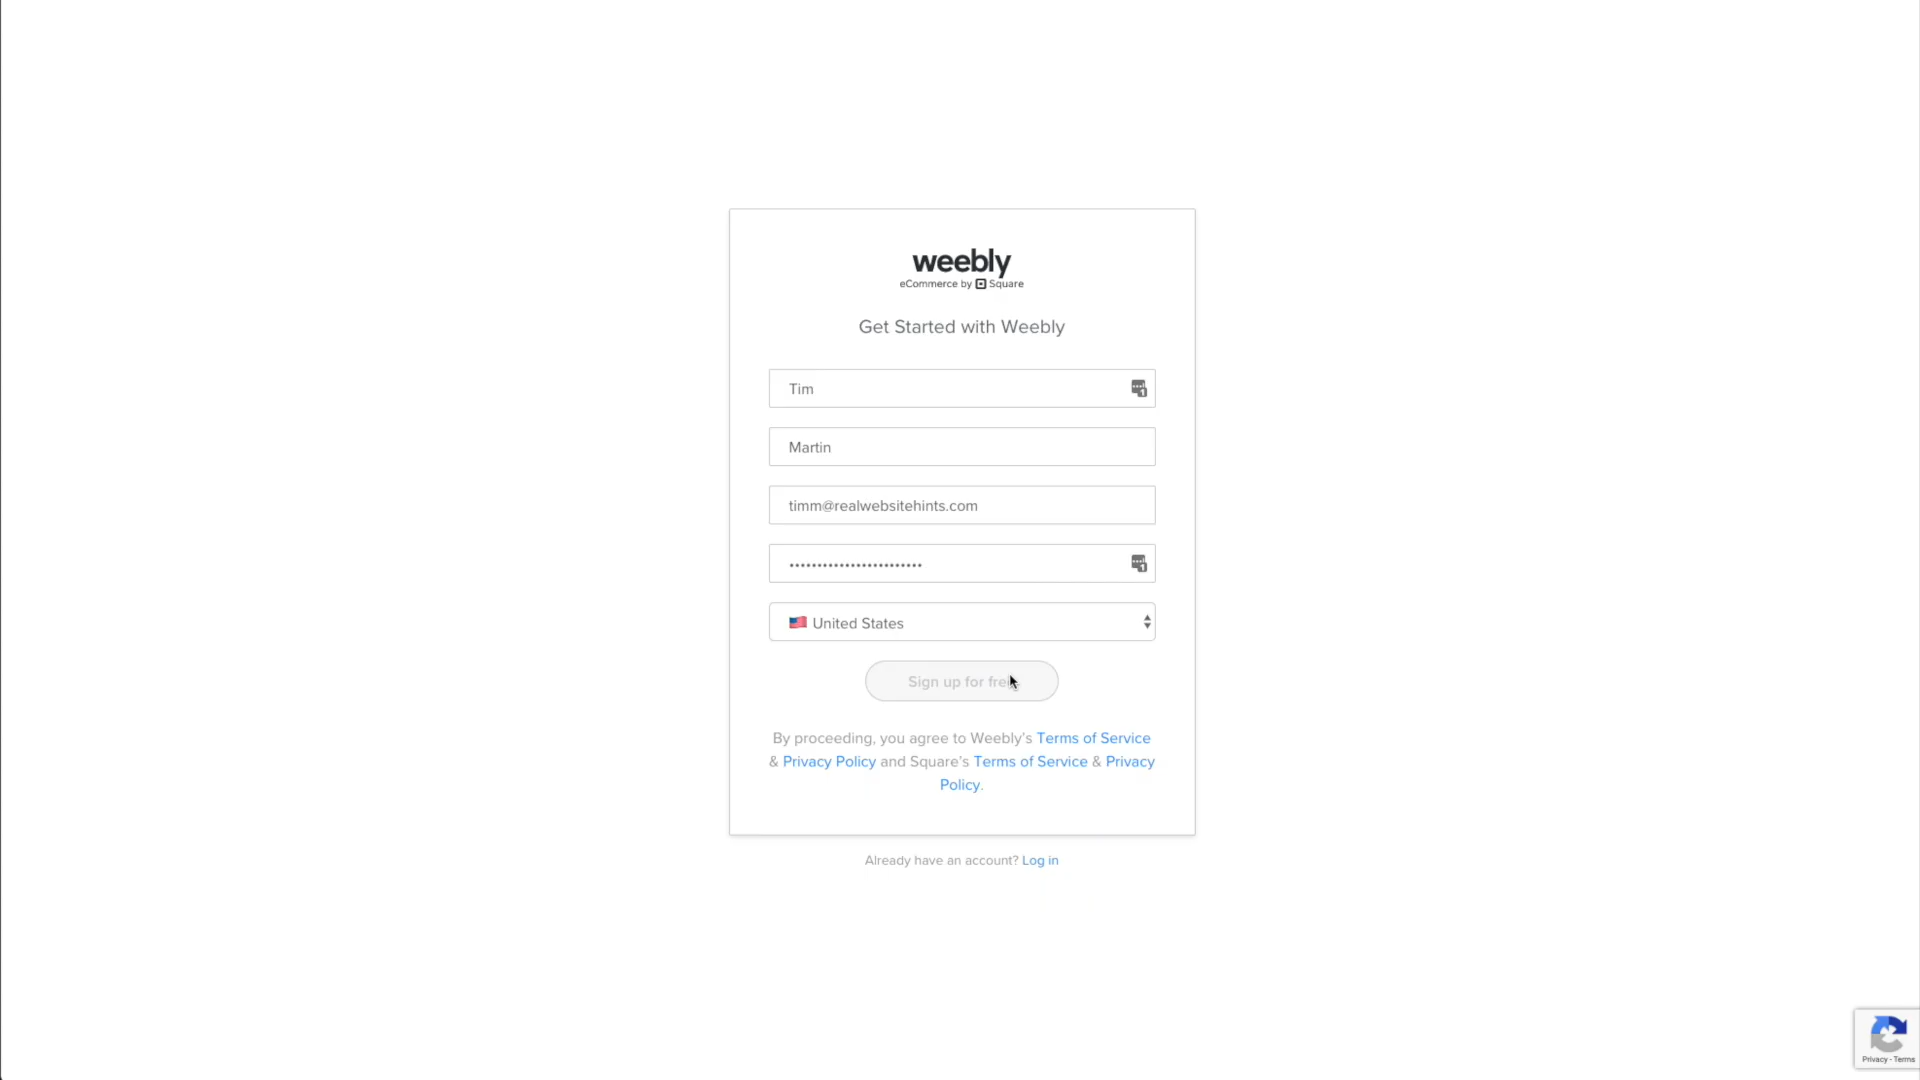 weebly
eCommerce by Square
Get Started with Weebly
Tim
Martin
timm@realwebsitehints.com
••••••••••••••••••••••••
United States
Sign up for fre
By proceeding, you agree to Weebly's Terms of Service
& Privacy Policy and Square's Terms of Service & Privacy
Policy.
Already have an account? Log in
Privacy - Terms